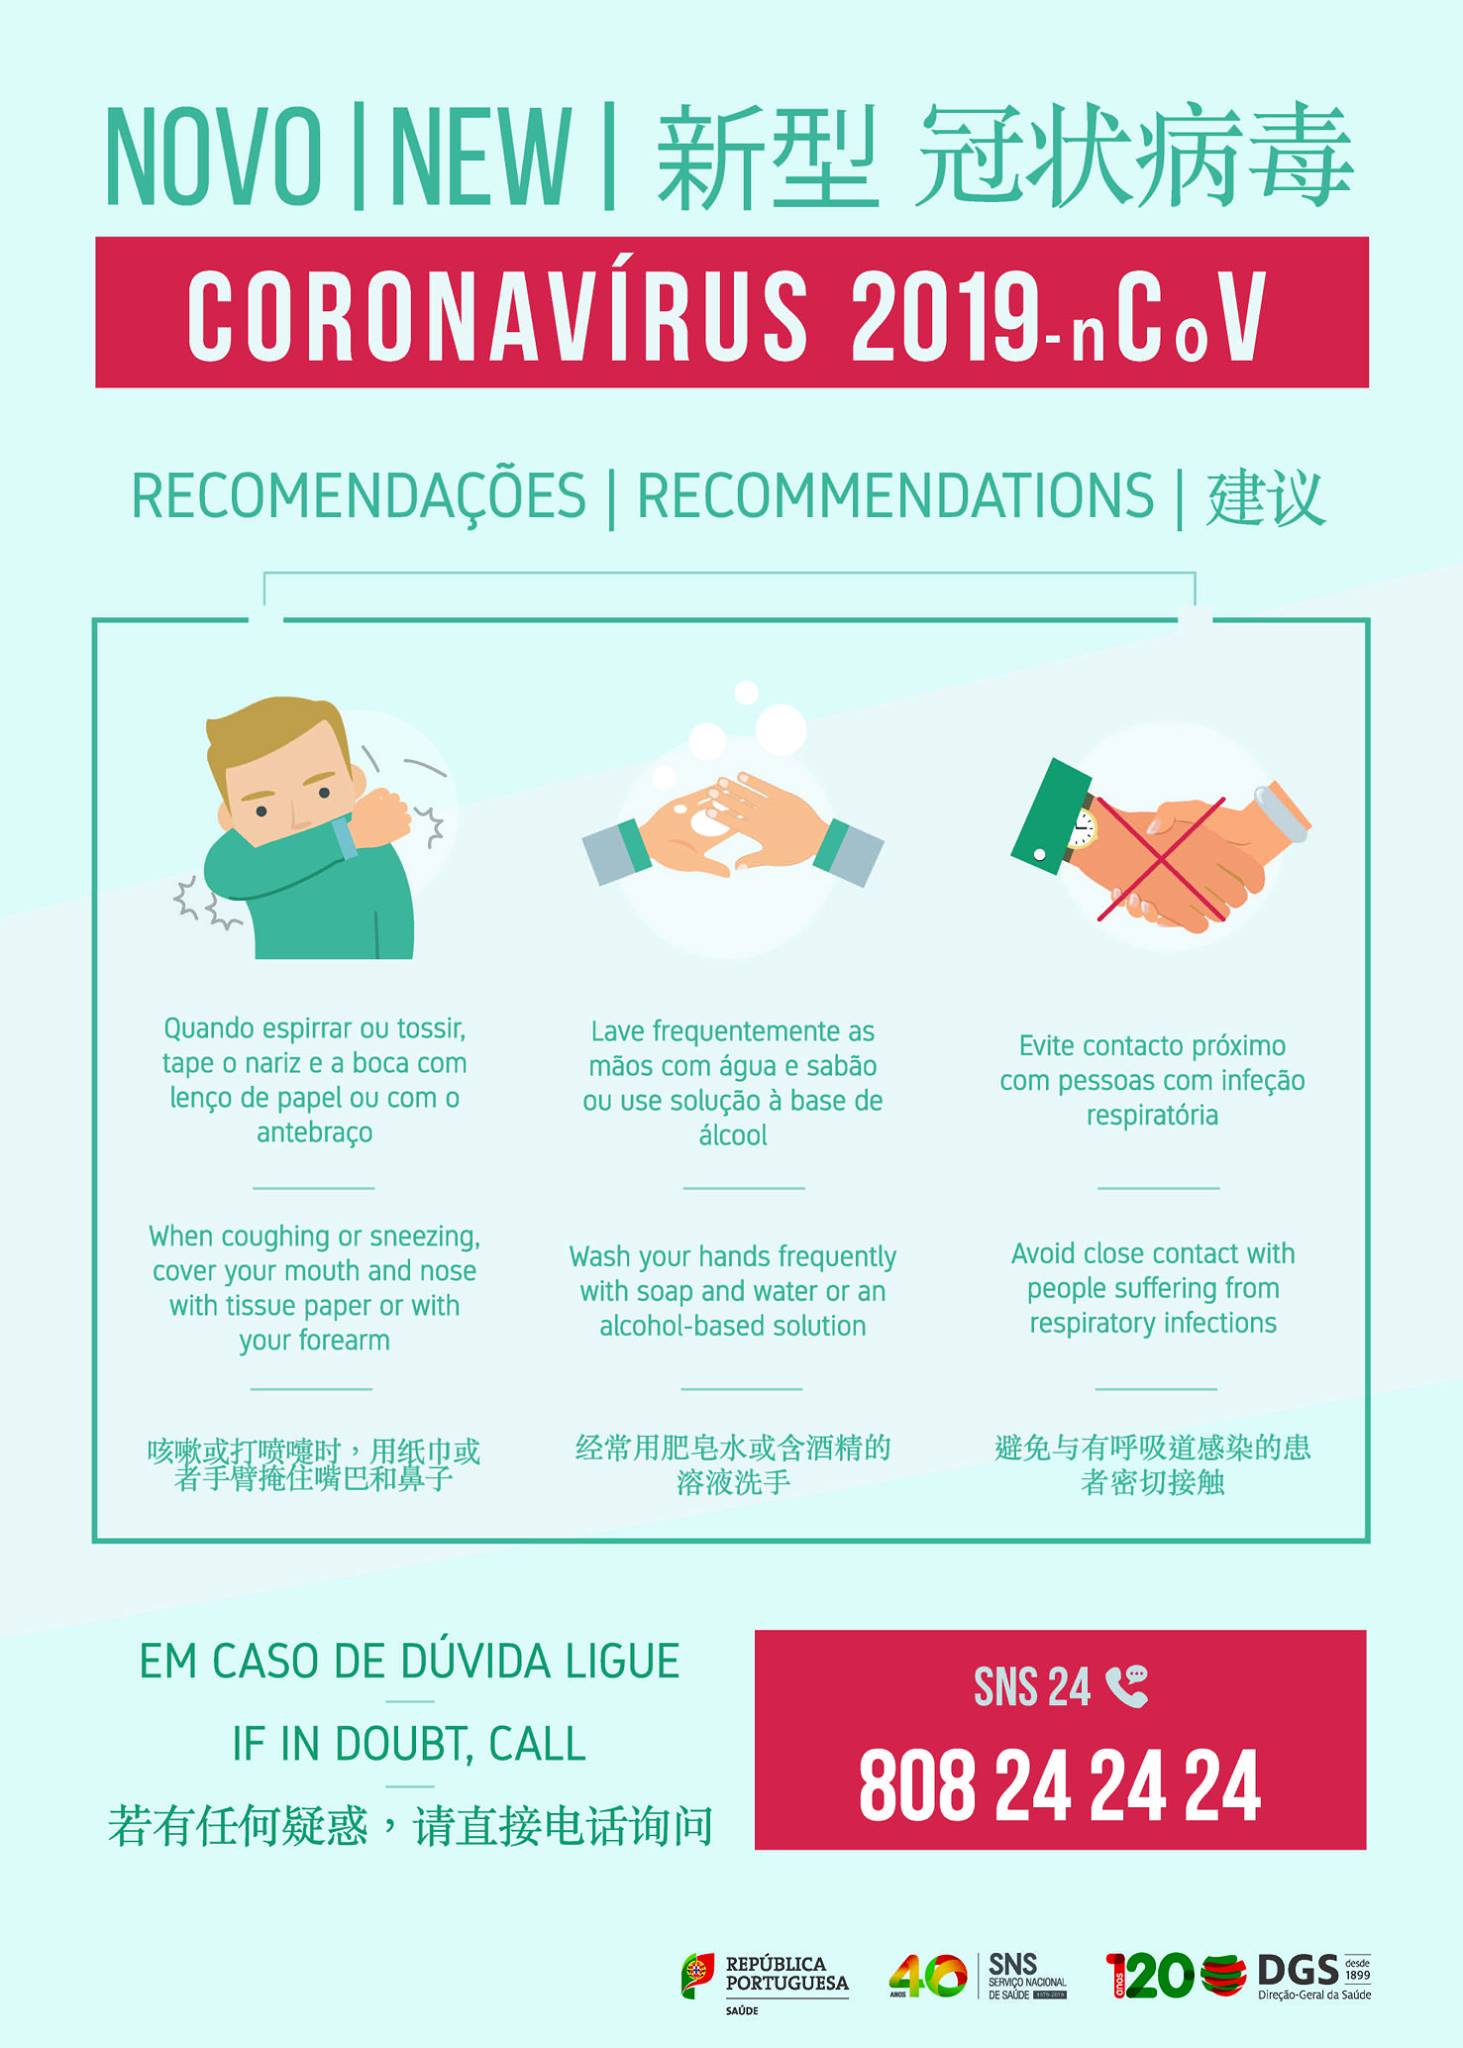 NOVO | NEW | 新型 冠状病毒
CORONAVÍRUS 2019-nCoV
RECOMENDAÇÕES | RECOMMENDATIONS | 建议
Quando espirrar ou tossir,
tape o nariz e a boca com
lenço de papel ou com o
antebraço
When coughing or sneezing,
cover your mouth and nose
with tissue paper or with
your forearm
咳嗽或打喷嚏时，用纸巾或
者手臂掩住嘴巴和鼻子
Lave frequentemente as
mãos com água e sabão
ou use solução à base de
álcool
Wash your hands frequently
with soap and water or an
alcohol-based solution
经常用肥皂水或含酒精的
溶液洗手
Evite contacto próximo
com pessoas com infeção
respiratória
Avoid close contact with
people suffering from
respiratory infections
避免与有呼吸道感染的患
者密切接触
EM CASO DE DÚVIDA LIGUE
IF IN DOUBT, CALL
若有任何疑惑，请直接电话询问
SNS 24
808 24 24 24
REPÚBLICA
PORTUGUESA
SAÚDE
40
ANOS
SNS
SERVIÇO NACIONAL
DE SAÚDE 1979-2019
anos
120
DGS
desde
1899
Direção-Geral da Saúde